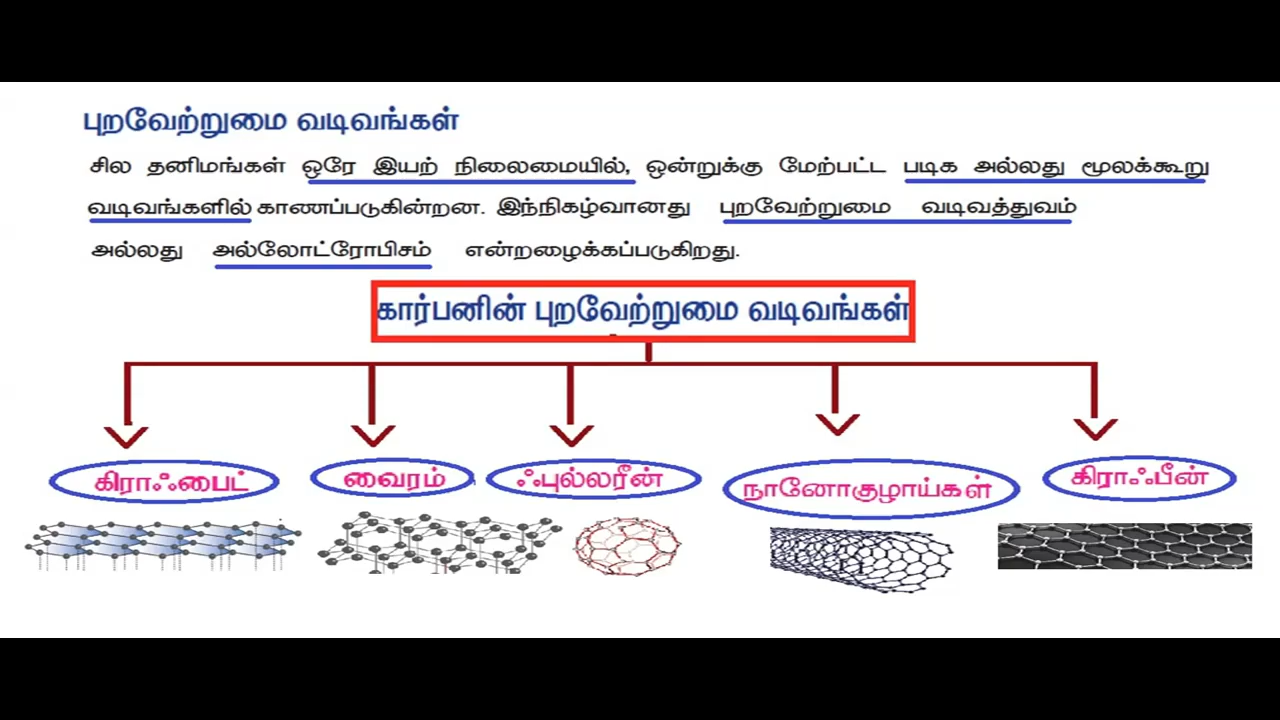 புறவேற்றுமை வடிவங்கள்
சில தனிமங்கள் ஒரே இயற் நிலைமையில், ஒன்றுக்கு மேற்பட்ட படிக அல்லது மூலக்கூறு
வடிவங்களில் காணப்படுகின்றன. இந்நிகழ்வானது புறவேற்றுமை வடிவத்துவம்
அல்லது அல்லோட்ரோபிசம் என்றழைக்கப்படுகிறது.
கார்பனின் புறவேற்றுமை வடிவங்கள்
கிராஃபைட் வைரம் ஃபுல்லரீன் நானோகுழாய்கள் கிராஃபீன்